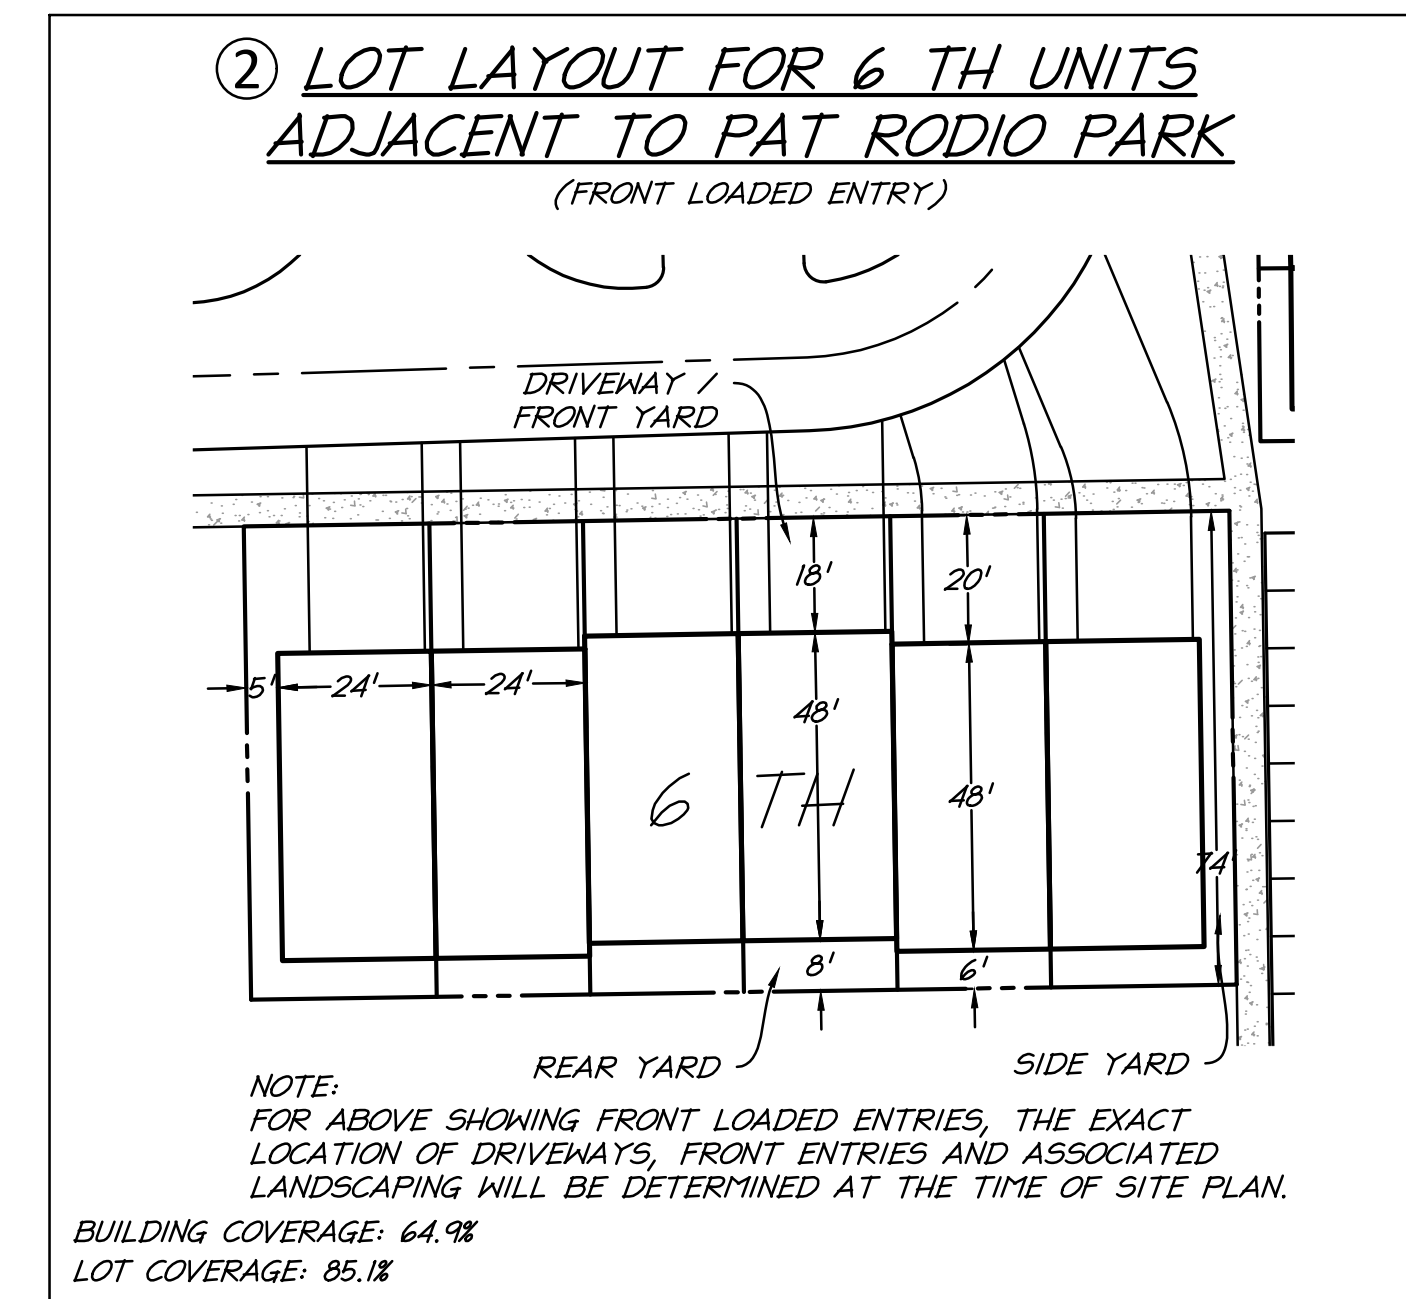 2 LOT LAYOUT FOR 6 TH UNITS
ADJACENT TO PAT RODIO PARK
(FRONT LOADED ENTRY)
DRIVEWAY /
FRONT YARD
18'
20'
5'
24'
24'
48'
6 TH
48'
74'
8'
6'
REAR YARD
SIDE YARD
NOTE:
FOR ABOVE SHOWING FRONT LOADED ENTRIES, THE EXACT
LOCATION OF DRIVEWAYS, FRONT ENTRIES AND ASSOCIATED
LANDSCAPING WILL BE DETERMINED AT THE TIME OF SITE PLAN.
BUILDING COVERAGE: 64.9%
LOT COVERAGE: 85.1%